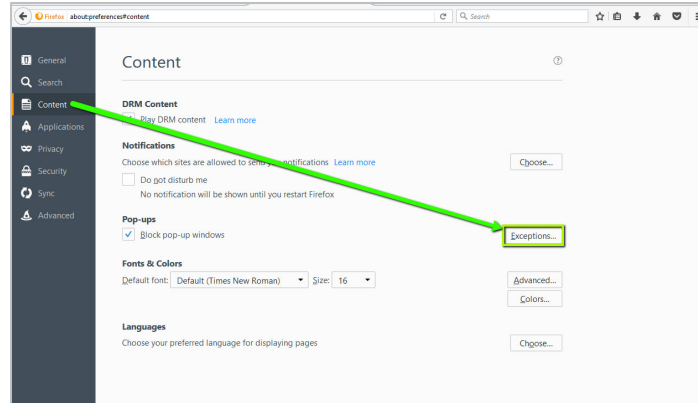 Firefox about:preferences#content
Search
General
Search
Content
Applications
Privacy
Security
Sync
Advanced
Content
DRM Content
Play DRM content Learn more
Notifications
Choose which sites are allowed to send you notifications Learn more
Choose...
Do not disturb me
No notification will be shown until you restart Firefox
Pop-ups
Block pop-up windows
Exceptions...
Fonts & Colors
Default font: Default (Times New Roman) Size: 16
Advanced...
Colors...
Languages
Choose your preferred language for displaying pages
Choose...